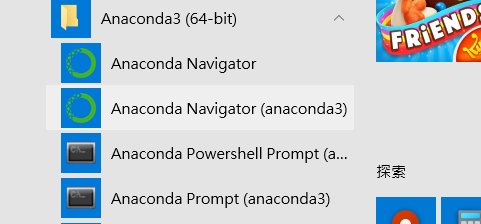 Anaconda3 (64-bit)
FRiENDS
Anaconda Navigator
Anaconda Navigator (anaconda3)
Anaconda Powershell Prompt (a...
探索
Anaconda Prompt (anaconda3)